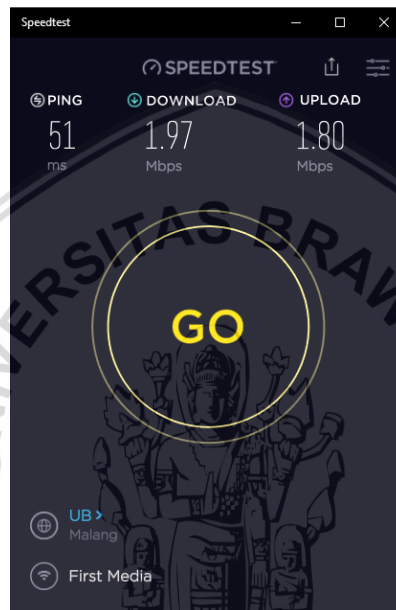 Speedtest
SPEEDTEST
PING DOWNLOAD UPLOAD
51 1.97 1.80
ms Mbps Mbps
UNIVERSITAS BRAW
GO
UB >
Malang
First Media